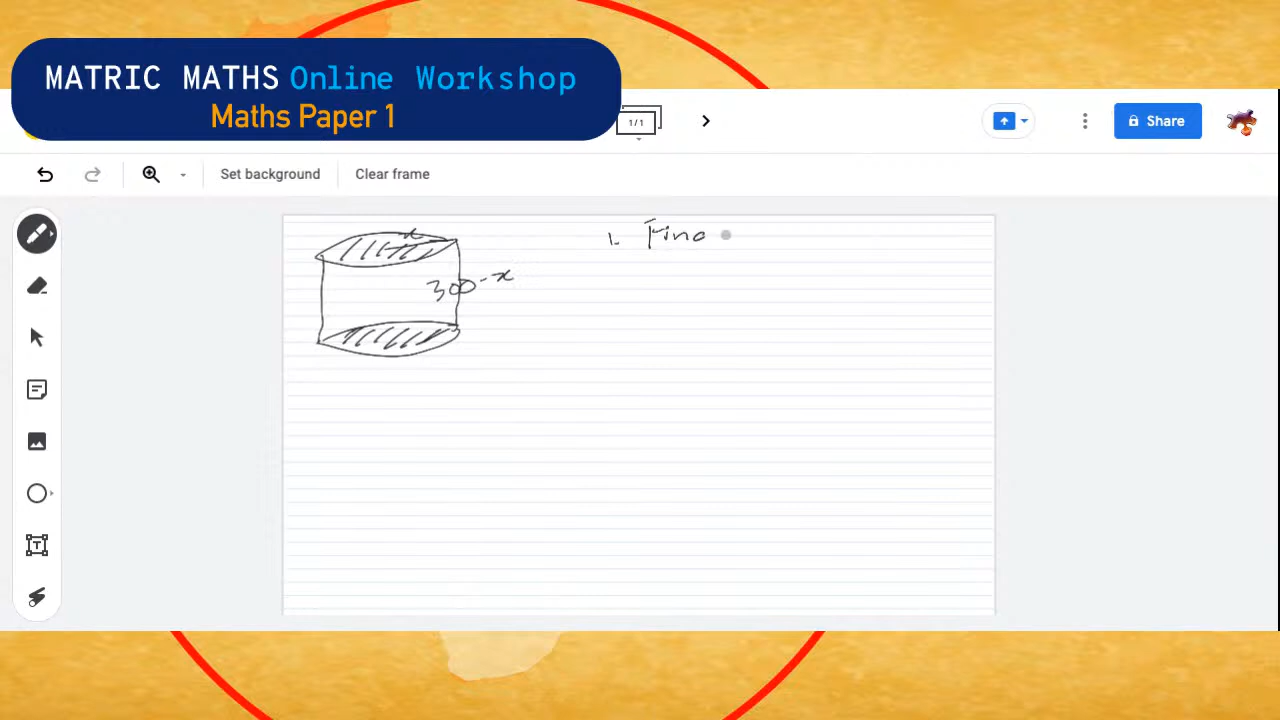 MATRIC MATHS Online Workshop
Maths Paper 1
1/1
Share
Set background
Clear frame
x
300-x
1. Find
T